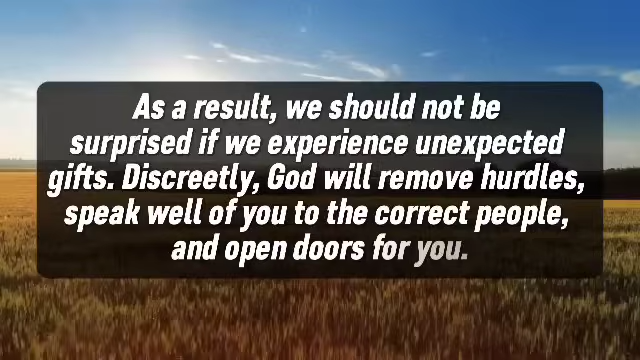 As a result, we should not be
surprised if we experience unexpected
gifts. Discreetly, God will remove hurdles,
speak well of you to the correct people,
and open doors for you.